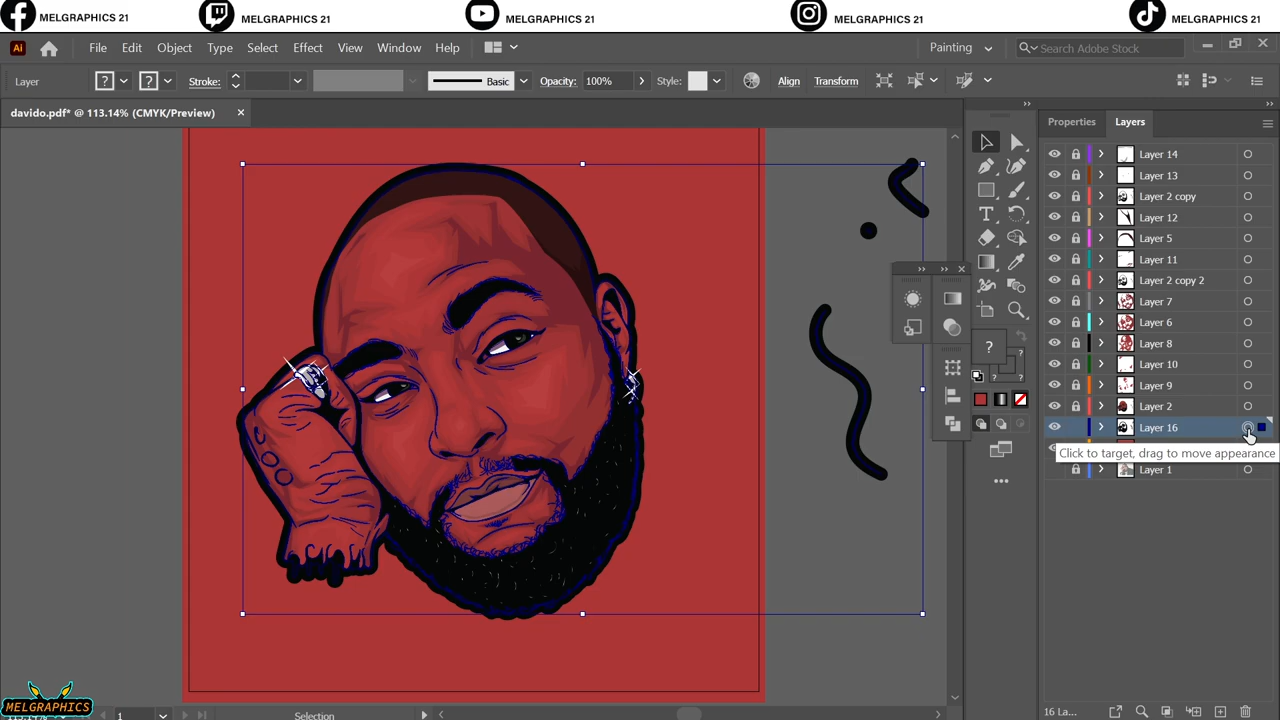 MELGRAPHICS 21
MELGRAPHICS 21
MELGRAPHICS 21
MELGRAPHICS 21
MELGRAPHICS 21
Ai File Edit Object Type Select Effect View Window Help Painting Search Adobe Stock
Layer ? ? Stroke: Basic Opacity: 100% Style: Align Transform
davido.pdf* @ 113.14% (CMYK/Preview)
Properties Layers
Layer 14
Layer 13
Layer 2 copy
Layer 12
Layer 5
Layer 11
Layer 2 copy 2
Layer 7
Layer 6
Layer 8
Layer 10
Layer 9
Layer 2
Layer 16
Click to target, drag to move appearance
Layer 1
MELGRAPHICS
1 Selection 16 La...